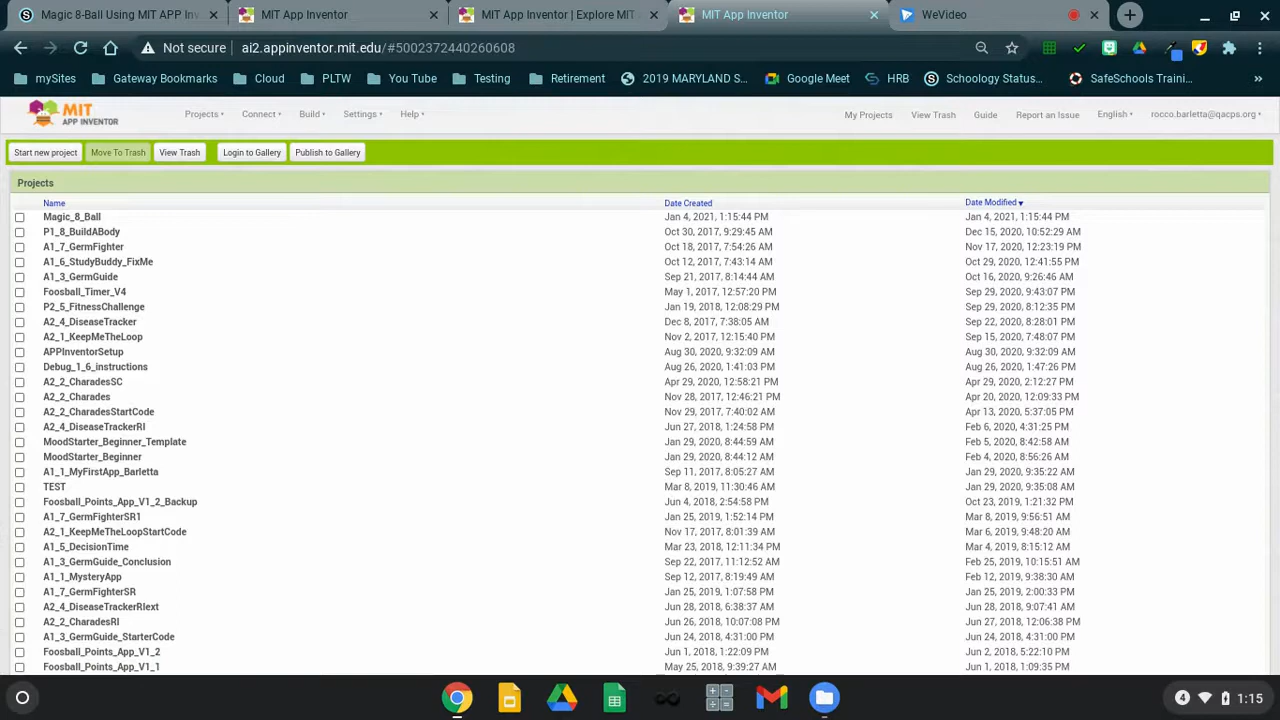 Magic 8-Ball Using MIT APP Inv
MIT App Inventor
MIT App Inventor | Explore MIT
MIT App Inventor
WeVideo
Not secure
ai2.appinventor.mit.edu/#5002372440260608
mySites
Gateway Bookmarks
Cloud
PLTW
You Tube
Testing
Retirement
2019 MARYLAND S...
Google Meet
HRB
Schoology Status...
SafeSchools Traini...
»
MIT
APP INVENTOR
Projects
Connect
Build
Settings
Help
My Projects
View Trash
Guide
Report an Issue
English
rocco.barletta@qacps.org
Start new project
Move To Trash
View Trash
Login to Gallery
Publish to Gallery
Projects
Name Date Created Date Modified
Magic_8_Ball Jan 4, 2021, 1:15:44 PM Jan 4, 2021, 1:15:44 PM
P1_8_BuildABody Oct 30, 2017, 9:29:45 AM Dec 15, 2020, 10:52:29 AM
A1_7_GermFighter Oct 18, 2017, 7:54:26 AM Nov 17, 2020, 12:23:19 PM
A1_6_StudyBuddy_FixMe Oct 12, 2017, 7:43:14 AM Oct 29, 2020, 12:41:55 PM
A1_3_GermGuide Sep 21, 2017, 8:14:44 AM Oct 16, 2020, 9:26:46 AM
Foosball_Timer_V4 May 1, 2017, 12:57:20 PM Sep 29, 2020, 9:43:07 PM
P2_5_FitnessChallenge Jan 19, 2018, 12:08:29 PM Sep 29, 2020, 8:12:35 PM
A2_4_DiseaseTracker Dec 8, 2017, 7:38:05 AM Sep 22, 2020, 8:28:01 PM
A2_1_KeepMeTheLoop Nov 2, 2017, 12:15:40 PM Sep 15, 2020, 7:48:07 PM
APPInventorSetup Aug 30, 2020, 9:32:09 AM Aug 30, 2020, 9:32:09 AM
Debug_1_6_instructions Aug 26, 2020, 1:41:03 PM Aug 26, 2020, 1:47:26 PM
A2_2_CharadesSC Apr 29, 2020, 12:58:21 PM Apr 29, 2020, 2:12:27 PM
A2_2_Charades Nov 28, 2017, 12:46:21 PM Apr 20, 2020, 12:09:33 PM
A2_2_CharadesStartCode Nov 29, 2017, 7:40:02 AM Apr 13, 2020, 5:37:05 PM
A2_4_DiseaseTrackerRI Jun 27, 2018, 1:24:58 PM Feb 6, 2020, 4:31:25 PM
MoodStarter_Beginner_Template Jan 29, 2020, 8:44:59 AM Feb 5, 2020, 8:42:58 AM
MoodStarter_Beginner Jan 29, 2020, 8:44:12 AM Feb 4, 2020, 8:56:26 AM
A1_1_MyFirstApp_Barletta Sep 11, 2017, 8:05:27 AM Jan 29, 2020, 9:35:22 AM
TEST Mar 8, 2019, 11:30:46 AM Jan 29, 2020, 9:35:08 AM
Foosball_Points_App_V1_2_Backup Jun 4, 2018, 2:54:58 PM Oct 23, 2019, 1:21:32 PM
A1_7_GermFighterSR1 Jan 25, 2019, 1:52:14 PM Mar 8, 2019, 9:56:51 AM
A2_1_KeepMeTheLoopStartCode Nov 17, 2017, 8:01:39 AM Mar 6, 2019, 9:48:20 AM
A1_5_DecisionTime Mar 23, 2018, 12:11:34 PM Mar 4, 2019, 8:15:12 AM
A1_3_GermGuide_Conclusion Sep 22, 2017, 11:12:52 AM Feb 25, 2019, 10:15:51 AM
A1_1_MysteryApp Sep 12, 2017, 8:19:49 AM Feb 12, 2019, 9:38:30 AM
A1_7_GermFighterSR Jan 25, 2019, 1:07:58 PM Jan 25, 2019, 2:00:33 PM
A2_4_DiseaseTrackerRIext Jun 28, 2018, 6:38:37 AM Jun 28, 2018, 9:07:41 AM
A2_2_CharadesRI Jun 26, 2018, 10:07:08 PM Jun 27, 2018, 12:06:38 PM
A1_3_GermGuide_StarterCode Jun 24, 2018, 4:31:00 PM Jun 24, 2018, 4:31:00 PM
Foosball_Points_App_V1_2 Jun 1, 2018, 1:22:09 PM Jun 2, 2018, 5:22:10 PM
Foosball_Points_App_V1_1 May 25, 2018, 9:39:27 AM Jun 1, 2018, 1:09:35 PM
4 1:15